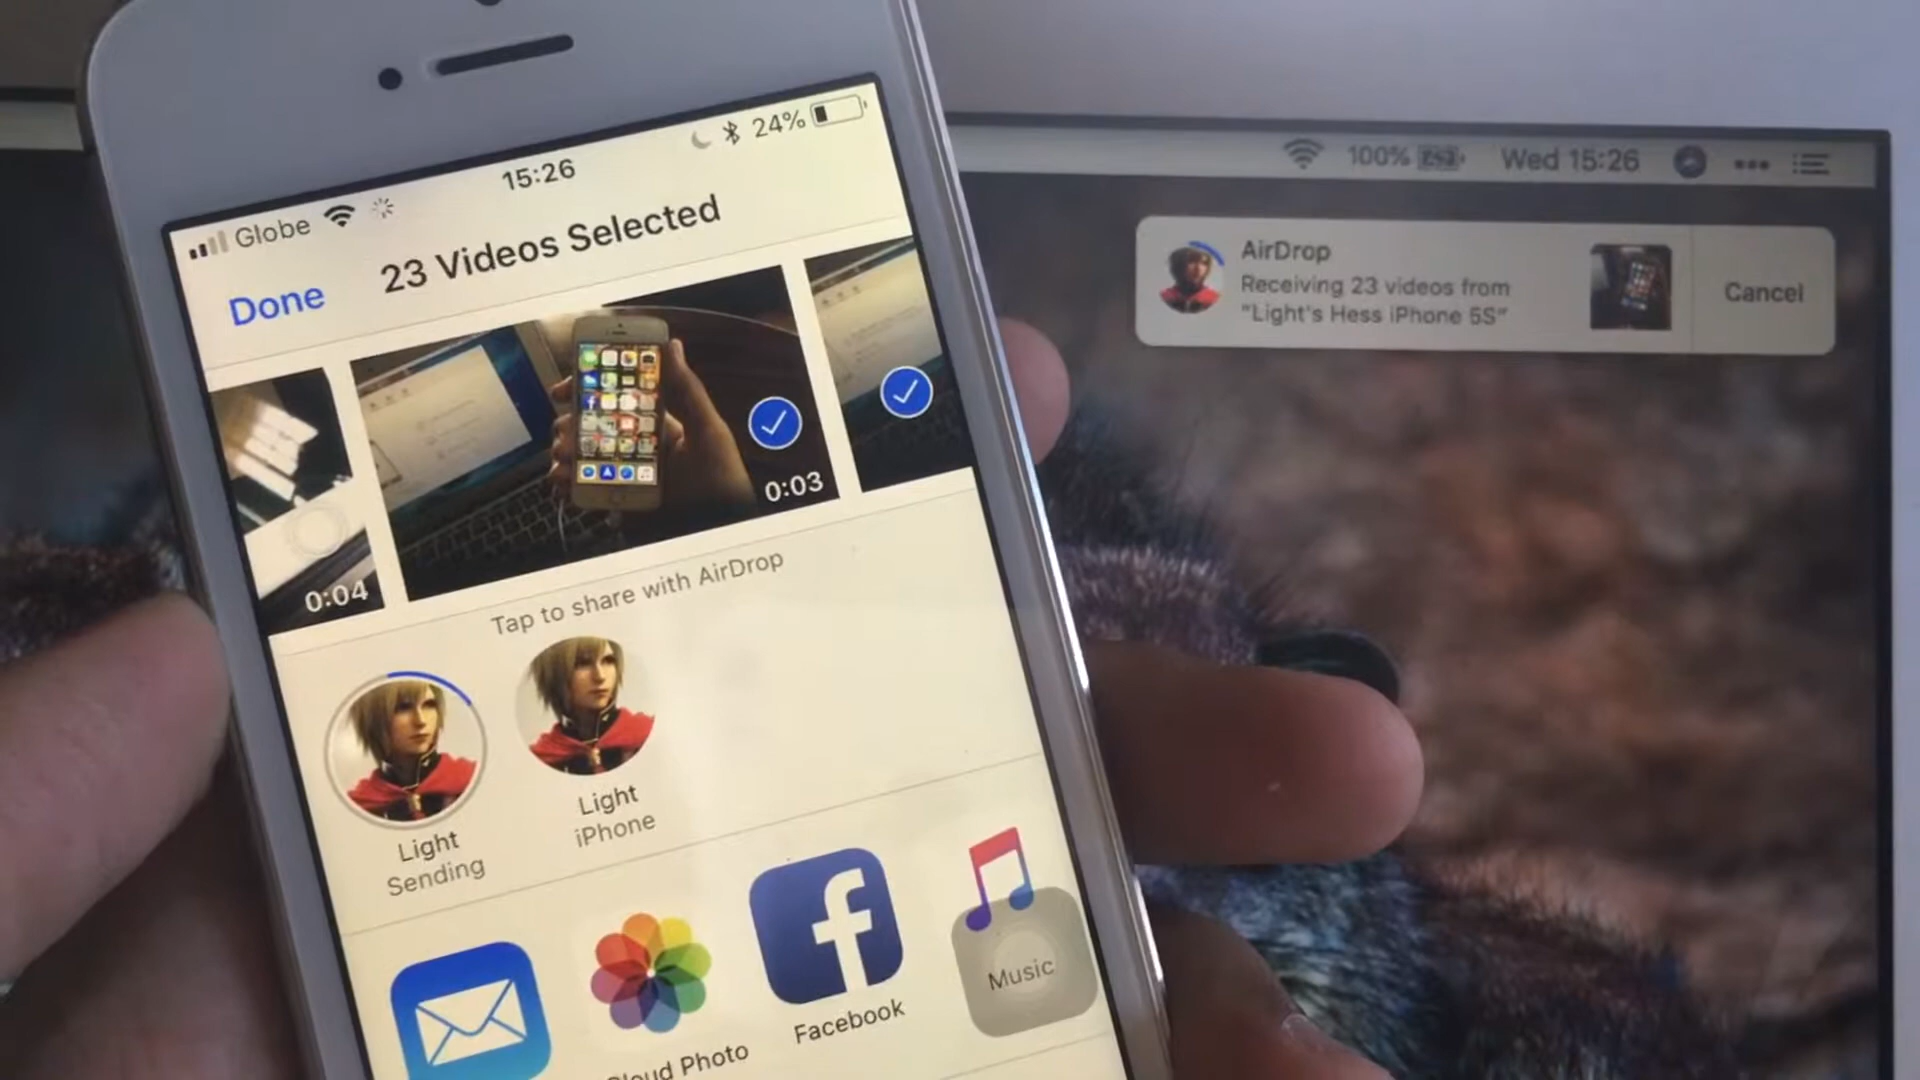 Globe
15:26
24%
23 Videos Selected
Done
0:04
0:03
Tap to share with AirDrop
Light
Sending
Light
iPhone
Cloud Photo
Facebook
Music
100%
Wed 15:26
AirDrop
Receiving 23 videos from
"Light's Hess iPhone 5S"
Cancel